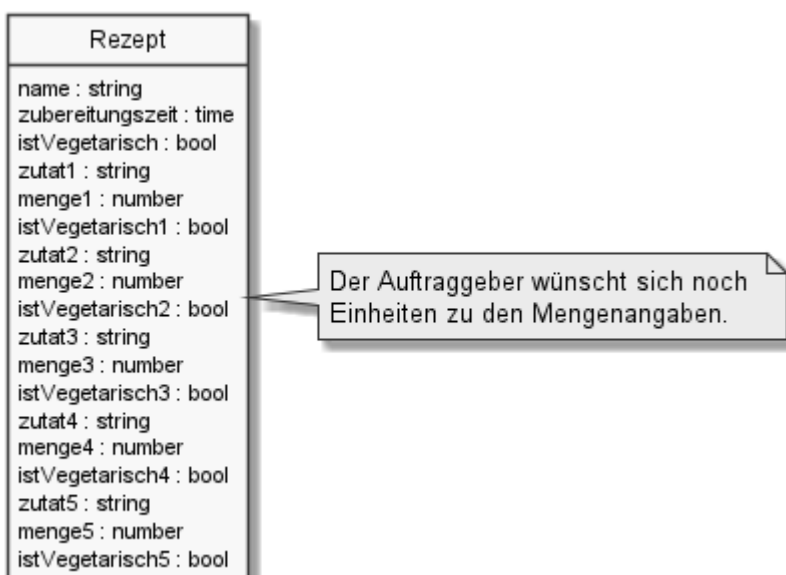 Rezept
name : string
zubereitungszeit : time
istVegetarisch : bool
zutat1 : string
menge1 : number
istVegetarisch1 : bool
zutat2 : string
menge2 : number
istVegetarisch2 : bool
zutat3 : string
menge3 : number
istVegetarisch3 : bool
zutat4 : string
menge4 : number
istVegetarisch4 : bool
zutat5 : string
menge5 : number
istVegetarisch5 : bool
Der Auftraggeber wünscht sich noch
Einheiten zu den Mengenangaben.